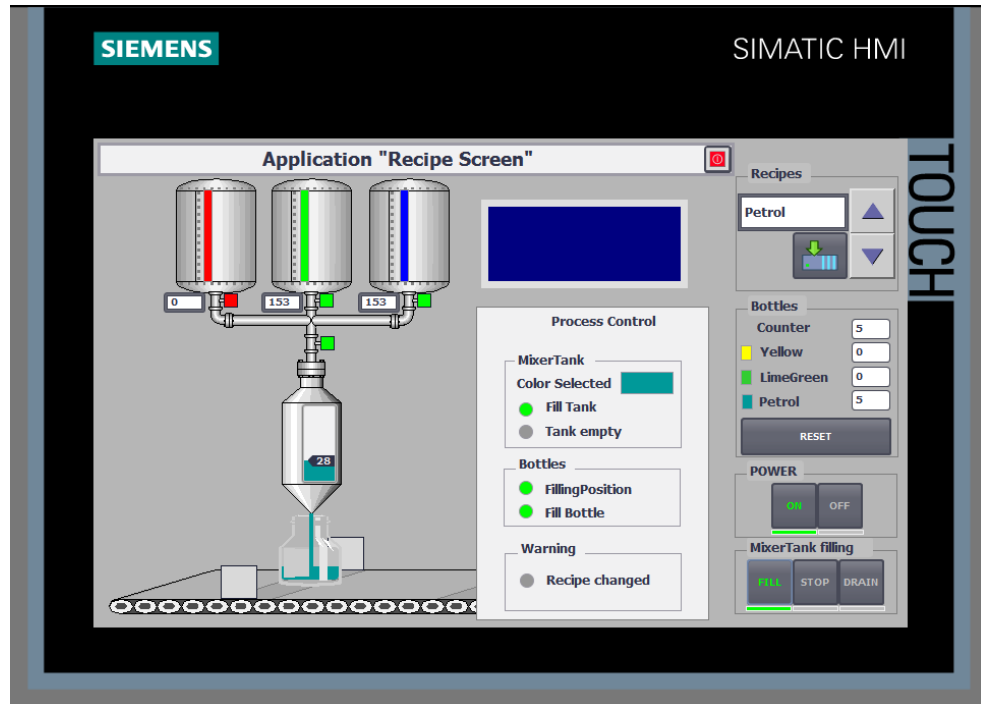 SIEMENS
SIMATIC HMI
TOUCH
Application "Recipe Screen"
Recipes
Petrol
0
153
153
Process Control
MixerTank
Color Selected
Fill Tank
Tank empty
28
Bottles
FillingPosition
Fill Bottle
Warning
Recipe changed
Bottles
Counter 5
Yellow 0
LimeGreen 0
Petrol 5
RESET
POWER
ON OFF
MixerTank filling
FILL STOP DRAIN